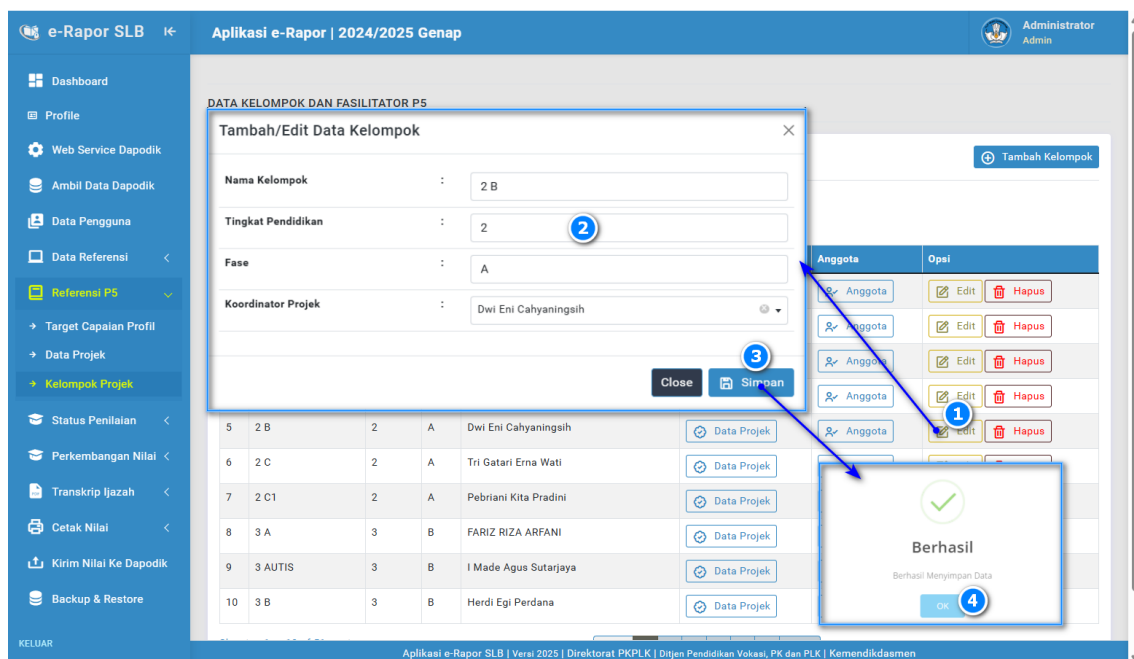 e-Rapor SLB
Aplikasi e-Rapor | 2024/2025 Genap
Administrator
Admin
Dashboard
Profile
Web Service Dapodik
Ambil Data Dapodik
Data Pengguna
Data Referensi
Referensi P5
Target Capaian Profil
Data Projek
Kelompok Projek
Status Penilaian
Perkembangan Nilai
Transkrip Ijazah
Cetak Nilai
Kirim Nilai Ke Dapodik
Backup & Restore
KELUAR
DATA KELOMPOK DAN FASILITATOR P5
Tambah Kelompok
Tambah/Edit Data Kelompok
Nama Kelompok : 2 B
Tingkat Pendidikan : 2
2
Fase : A
Koordinator Projek : Dwi Eni Cahyaningsih
3
Close Simpan
Anggota Opsi
Anggota Edit Hapus
Anggota Edit Hapus
Anggota Edit Hapus
Anggota Edit Hapus
1
5 2 B 2 A Dwi Eni Cahyaningsih Data Projek Anggota Edit Hapus
6 2 C 2 A Tri Gatari Erna Wati Data Projek
7 2 C1 2 A Pebriani Kita Pradini Data Projek
8 3 A 3 B FARIZ RIZA ARFANI Data Projek
9 3 AUTIS 3 B I Made Agus Sutarjaya Data Projek
10 3 B 3 B Herdi Egi Perdana Data Projek
Berhasil
Berhasil Menyimpan Data
OK 4
Aplikasi e-Rapor SLB | Versi 2025 | Direktorat PKPLK | Ditjen Pendidikan Vokasi, PK dan PLK | Kemendikdasmen